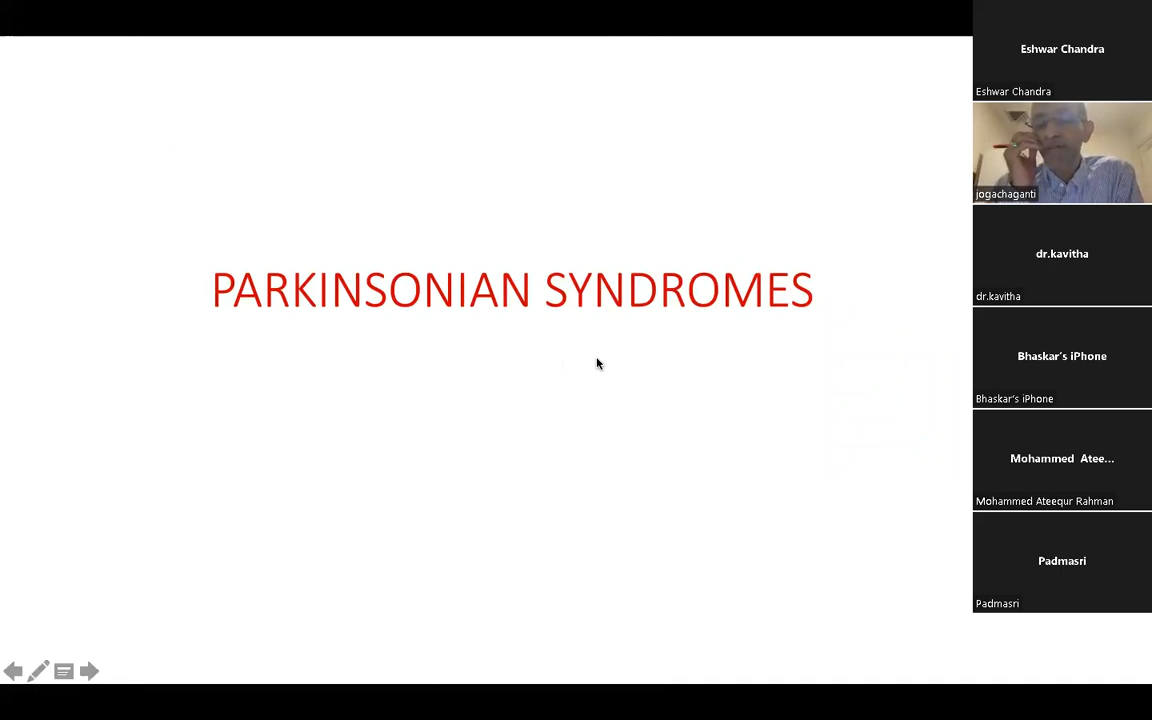 PARKINSONIAN SYNDROMES
Eshwar Chandra
Eshwar Chandra
jogachaganti
dr.kavitha
dr.kavitha
Bhaskar's iPhone
Bhaskar's iPhone
Mohammed Atee...
Mohammed Ateequr Rahman
Padmasri
Padmasri